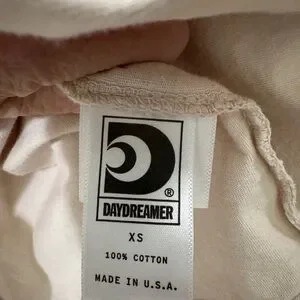 ®
DAYDREAMER
XS
100% COTTON
MADE IN U.S.A.